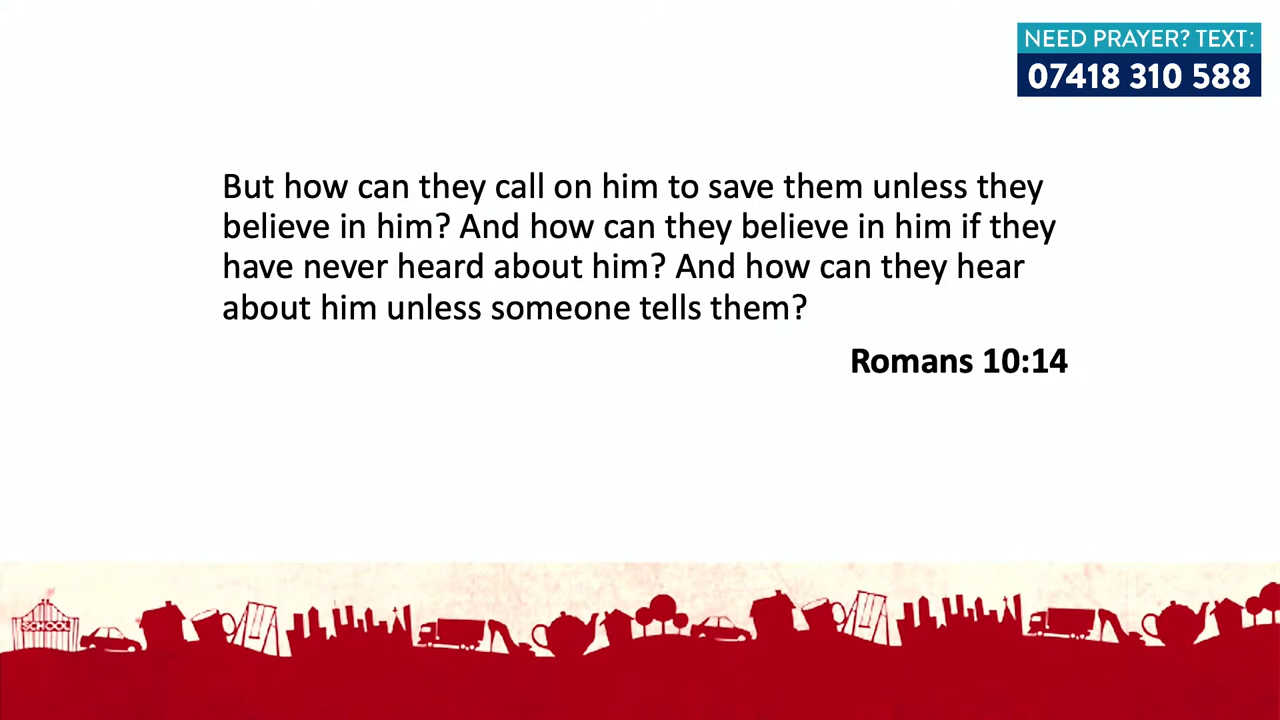 NEED PRAYER? TEXT:
07418 310 588
But how can they call on him to save them unless they
believe in him? And how can they believe in him if they
have never heard about him? And how can they hear
about him unless someone tells them?
Romans 10:14
SCHOOL